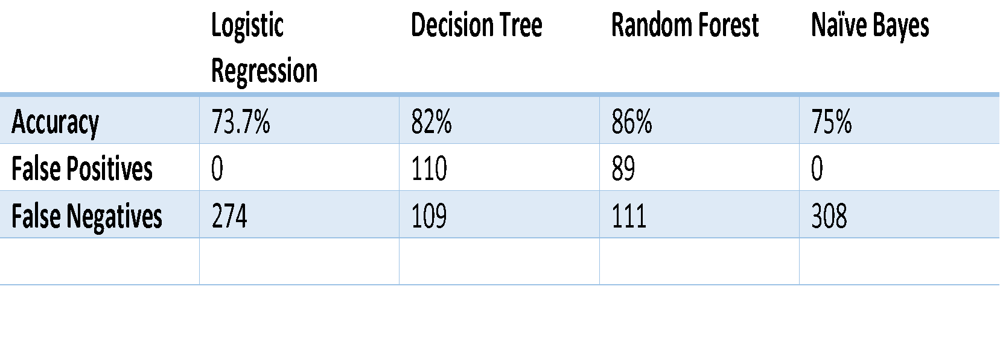 Logistic Regression Decision Tree Random Forest Naïve Bayes
Accuracy 73.7% 82% 86% 75%
False Positives 0 110 89 0
False Negatives 274 109 111 308